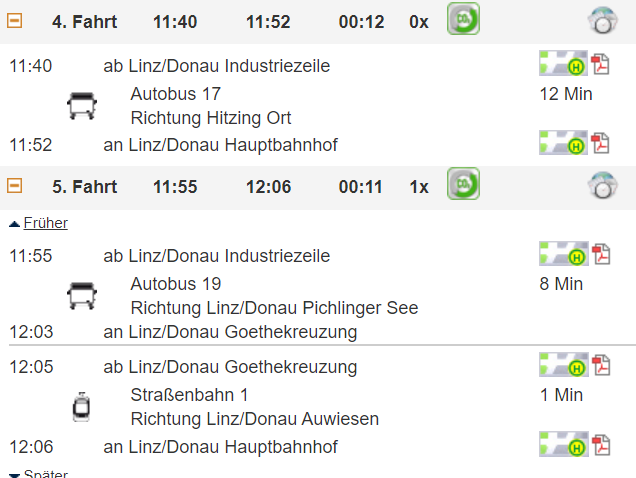 4. Fahrt 11:40 11:52 00:12 0x CO₂
11:40 ab Linz/Donau Industriezeile H
Autobus 17 12 Min
Richtung Hitzing Ort
11:52 an Linz/Donau Hauptbahnhof H
5. Fahrt 11:55 12:06 00:11 1x CO₂
Früher
11:55 ab Linz/Donau Industriezeile H
Autobus 19 8 Min
Richtung Linz/Donau Pichlinger See
12:03 an Linz/Donau Goethekreuzung
12:05 ab Linz/Donau Goethekreuzung H
Straßenbahn 1 1 Min
Richtung Linz/Donau Auwiesen
12:06 an Linz/Donau Hauptbahnhof H
Später